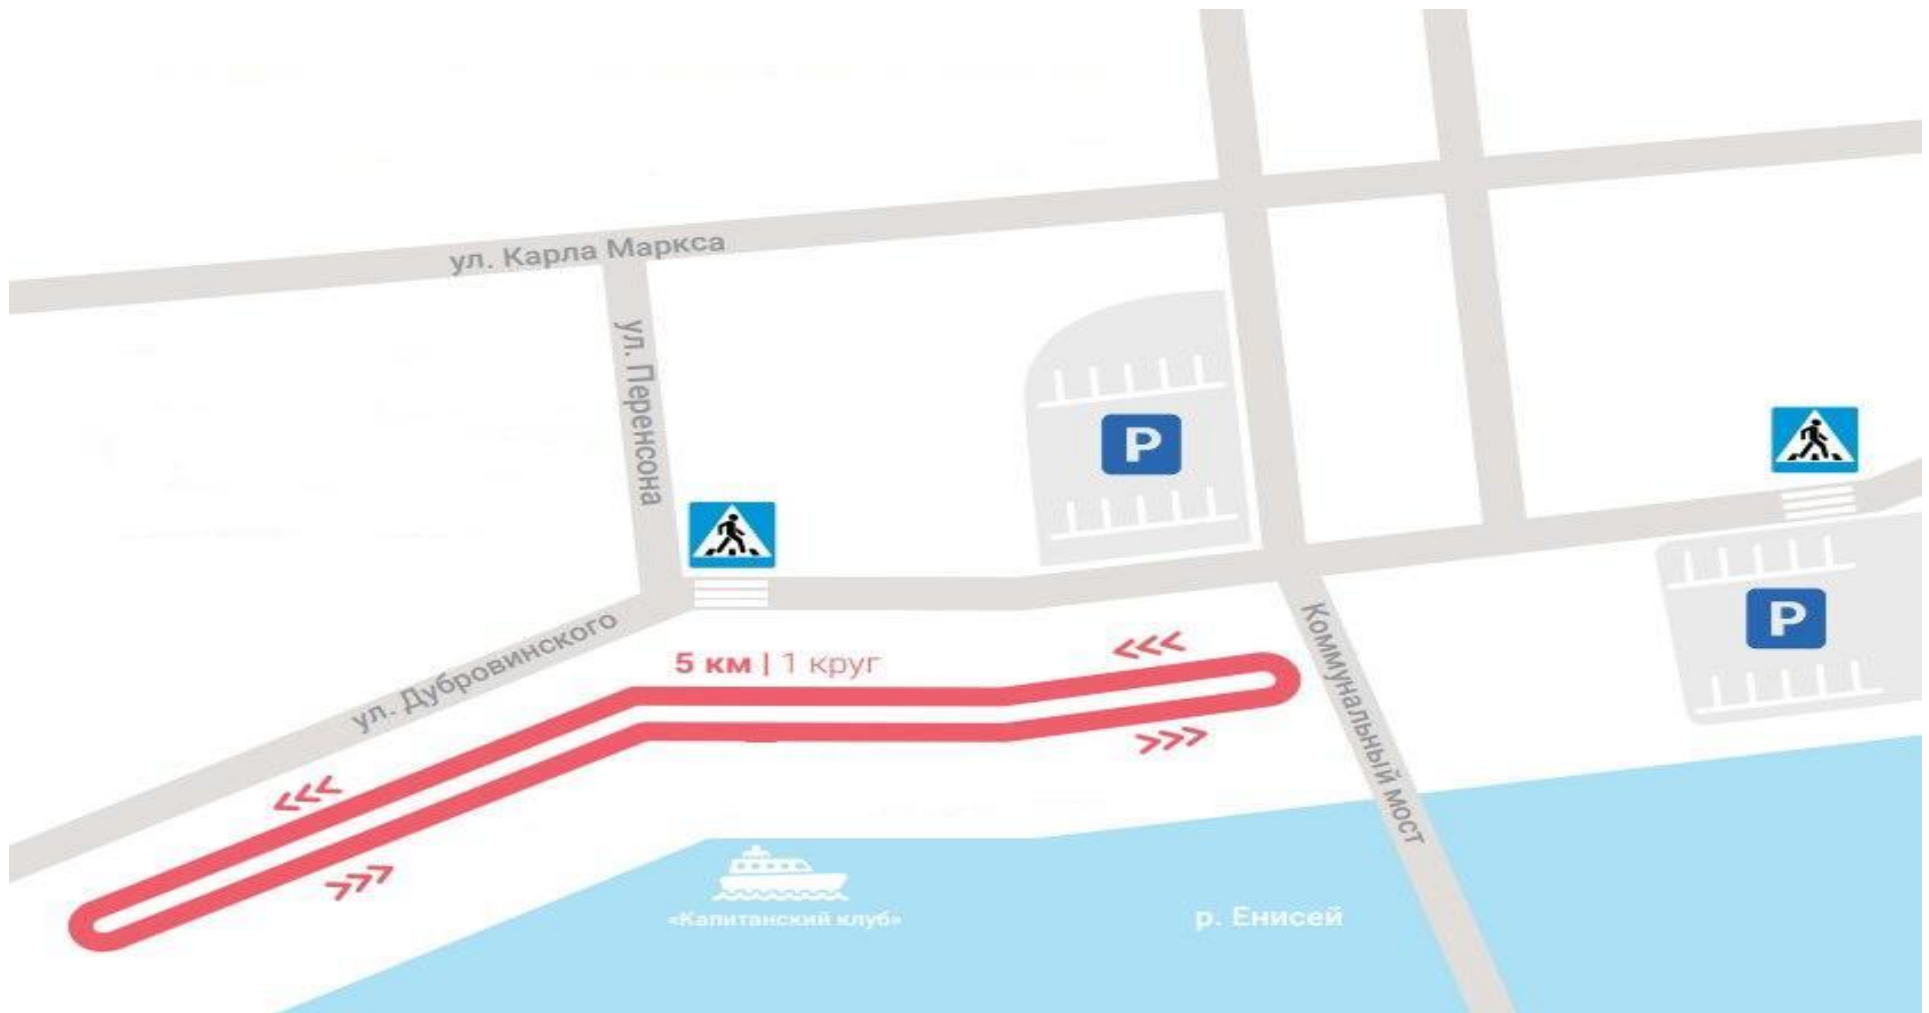 ул. Карла Маркса
ул. Перенсона
P
P
ул. Дубровинского
5 км | 1 круг
Коммунальный мост
«Капитанский клуб»
р. Енисей